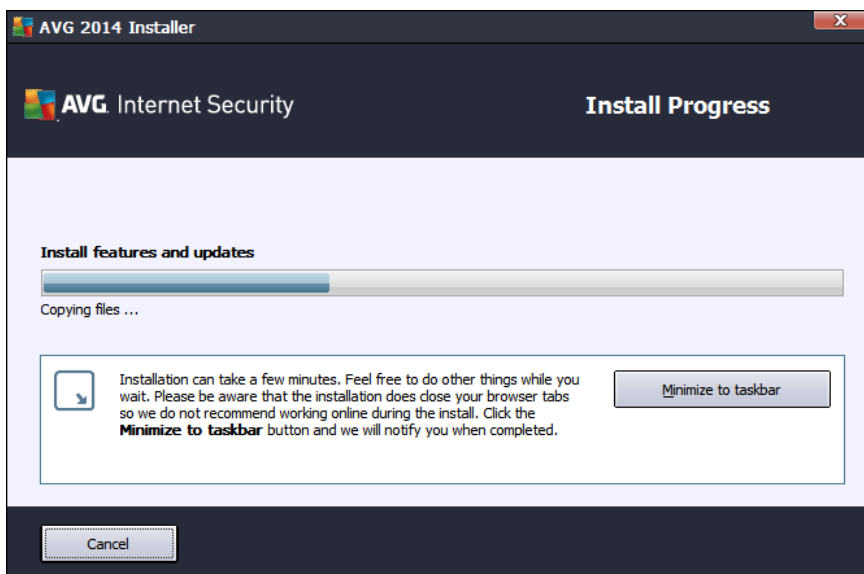 AVG 2014 Installer
AVG. Internet Security
Install Progress
Install features and updates
Copying files ...
Installation can take a few minutes. Feel free to do other things while you
wait. Please be aware that the installation does close your browser tabs
so we do not recommend working online during the install. Click the
Minimize to taskbar button and we will notify you when completed.
Minimize to taskbar
Cancel